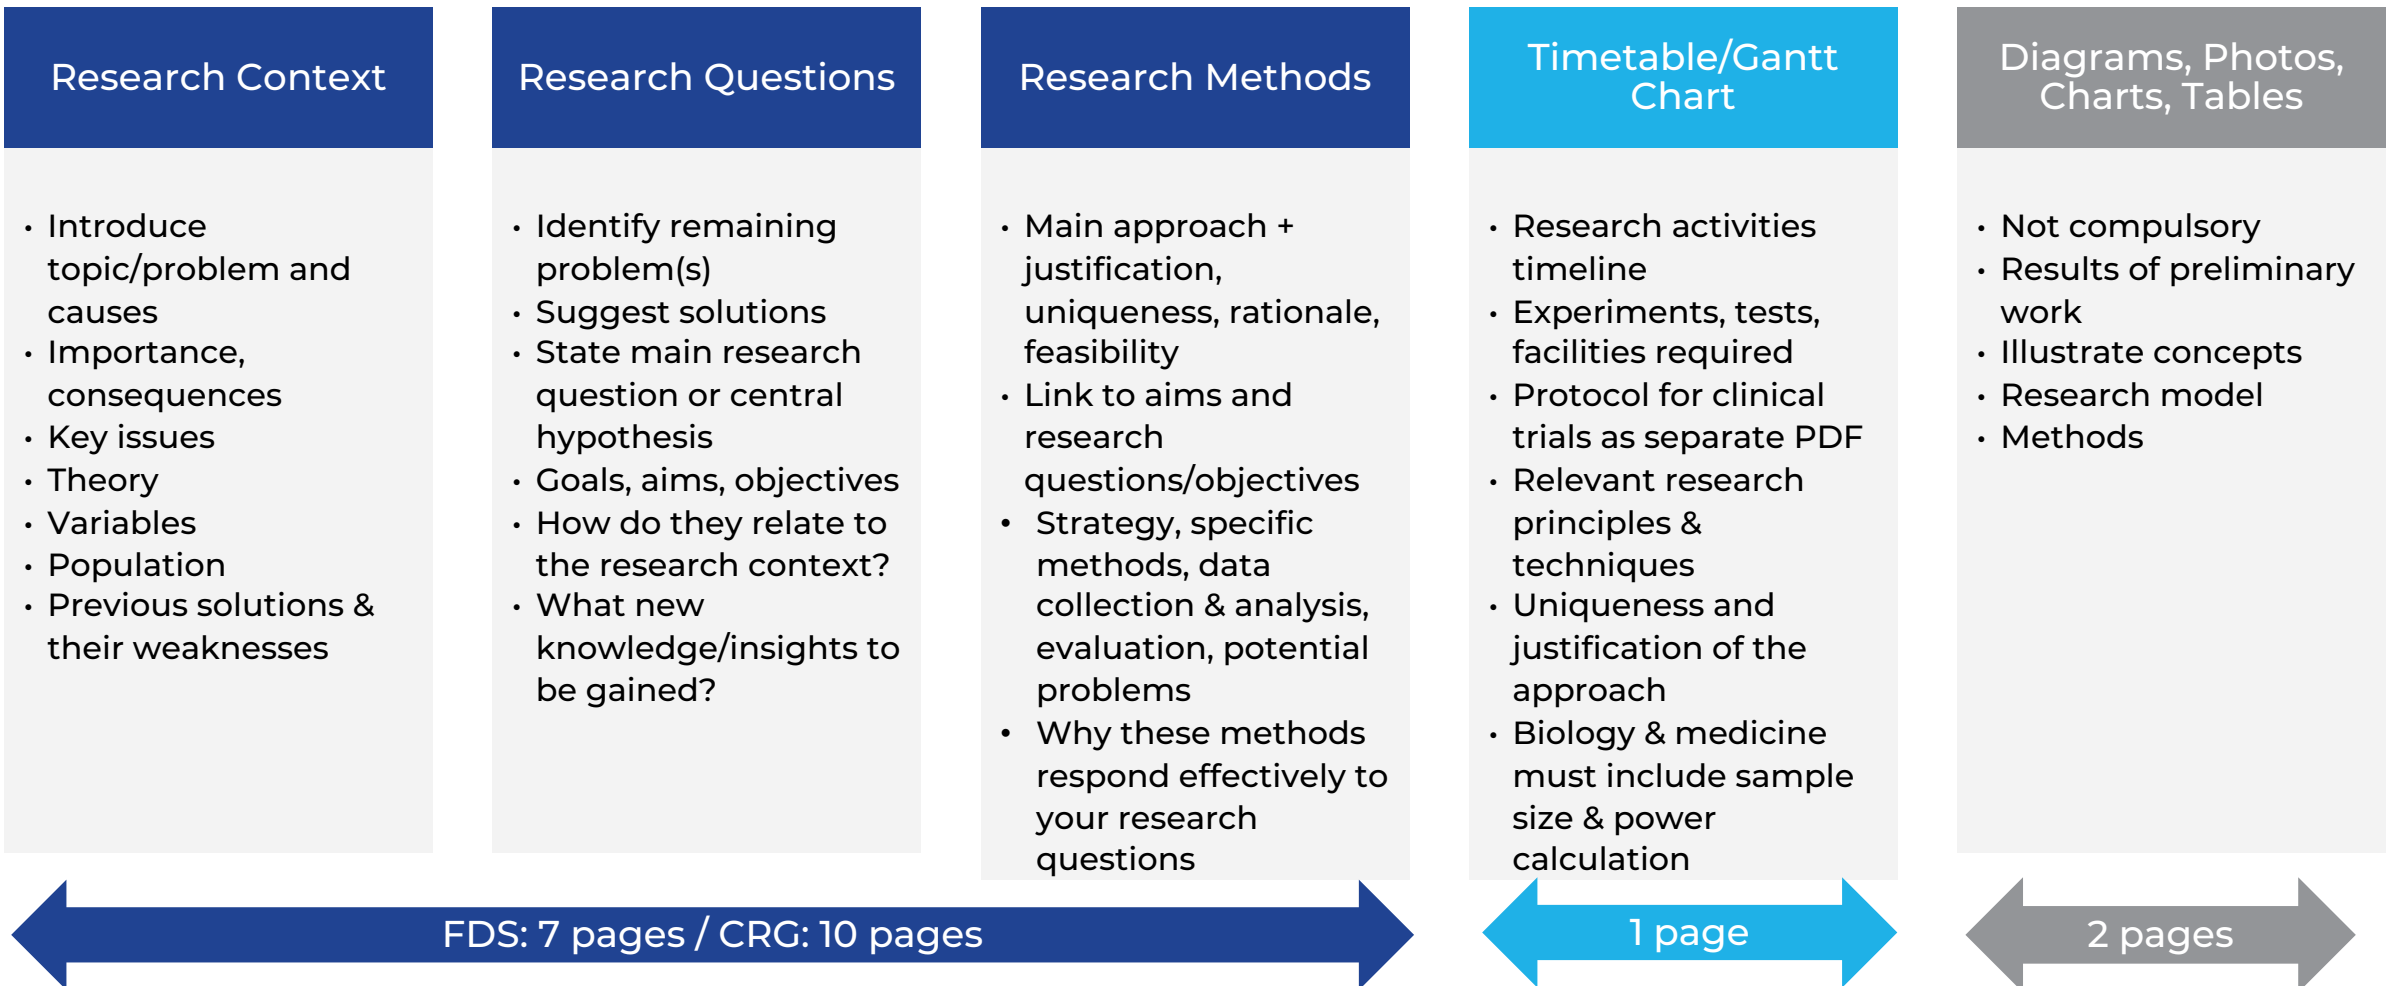 Research Context
• Introduce
topic/problem and
causes
• Importance,
consequences
• Key issues
• Theory
• Variables
• Population
• Previous solutions &
their weaknesses
Research Questions
• Identify remaining
problem(s)
• Suggest solutions
• State main research
question or central
hypothesis
• Goals, aims, objectives
• How do they relate to
the research context?
• What new
knowledge/insights to
be gained?
Research Methods
• Main approach +
justification,
uniqueness, rationale,
feasibility
• Link to aims and
research
questions/objectives
• Strategy, specific
methods, data
collection & analysis,
evaluation, potential
problems
• Why these methods
respond effectively to
your research
questions
Timetable/Gantt
Chart
• Research activities
timeline
• Experiments, tests,
facilities required
• Protocol for clinical
trials as separate PDF
• Relevant research
principles &
techniques
• Uniqueness and
justification of the
approach
• Biology & medicine
must include sample
size & power
calculation
Diagrams, Photos,
Charts, Tables
• Not compulsory
• Results of preliminary
work
• Illustrate concepts
• Research model
• Methods
FDS: 7 pages / CRG: 10 pages
1 page
2 pages